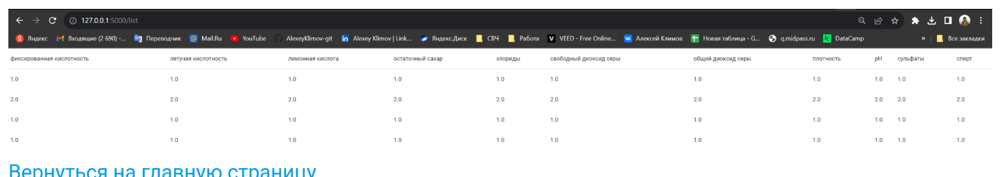 127.0.0.1:5000/list
Яндекс Входящие (2 690) -... Переводчик Mail.Ru YouTube AlexeyKlimov-git Alexey Klimov | Link... Яндекс.Диск СВЧ Работа VEED - Free Online... Алексей Климов Новая таблица - G... q.midpass.ru DataCamp » Все закладки
фиксированная кислотность летучая кислотность лимонная кислота остаточный сахар хлориды свободный диоксид серы общий диоксид серы плотность pH сульфаты спирт
1.0 1.0 1.0 1.0 1.0 1.0 1.0 1.0 1.0 1.0 1.0
2.0 2.0 2.0 2.0 2.0 2.0 2.0 2.0 2.0 2.0 2.0
1.0 1.0 1.0 1.0 1.0 1.0 1.0 1.0 1.0 1.0 1.0
1.0 1.0 1.0 1.0 1.0 1.0 1.0 1.0 1.0 1.0 1.0
Вернуться на главную страницу